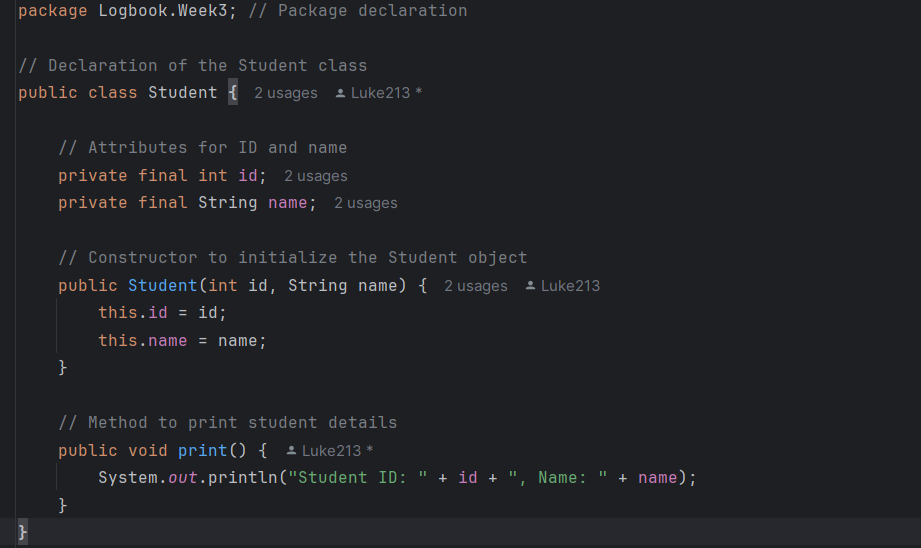 package Logbook.Week3; // Package declaration
// Declaration of the Student class
public class Student { 2 usages Luke213 *
// Attributes for ID and name
private final int id; 2 usages
private final String name; 2 usages
// Constructor to initialize the Student object
public Student(int id, String name) { 2 usages Luke213
this.id = id;
this.name = name;
}
// Method to print student details
public void print() { Luke213 *
System.out.println("Student ID: " + id + ", Name: " + name);
}
}